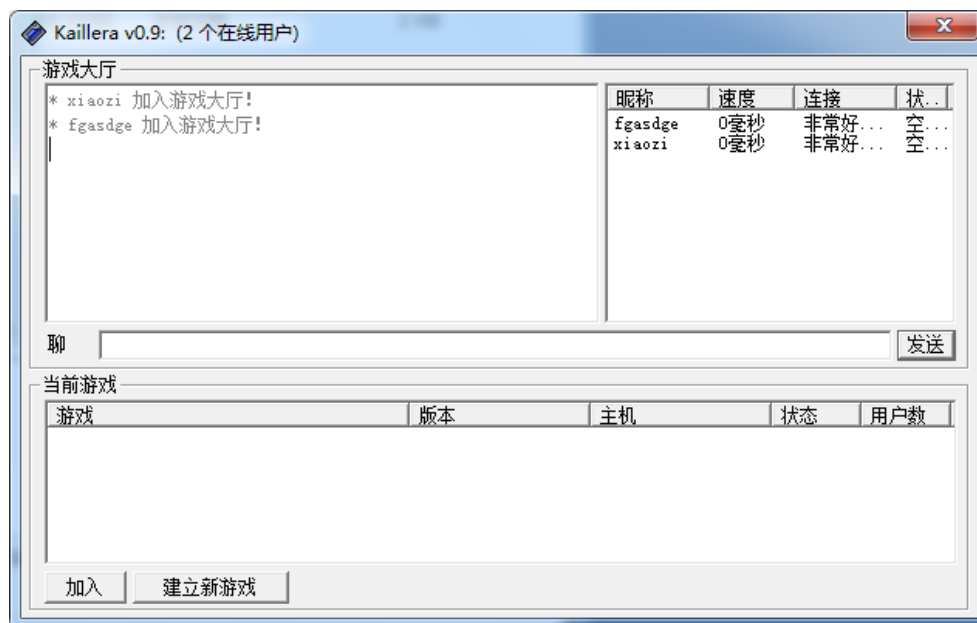 Kaillera v0.9: (2 个在线用户)
游戏大厅
* xiaozi 加入游戏大厅!
* fgasdge 加入游戏大厅!
昵称 速度 连接 状..
fgasdge 0毫秒 非常好... 空...
xiaozi 0毫秒 非常好... 空...
聊 发送
当前游戏
游戏 版本 主机 状态 用户数
加入 建立新游戏